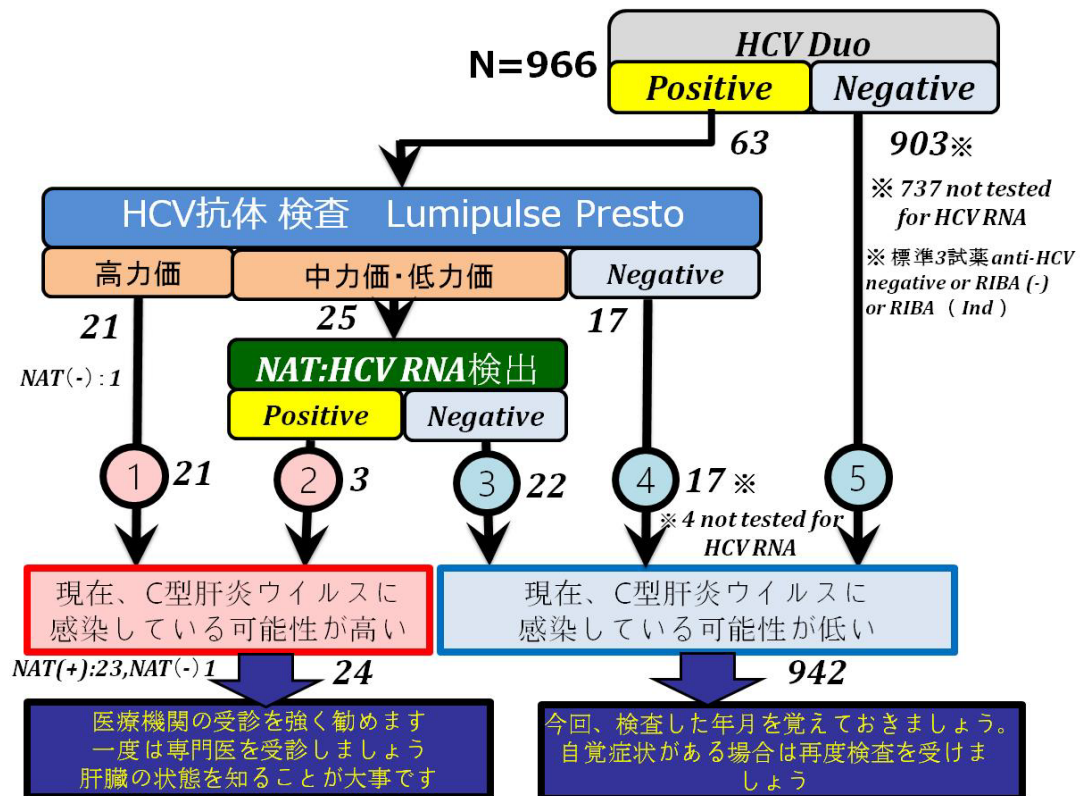 HCV Duo
N=966
Positive
Negative
63
903※
※ 737 not tested
for HCV RNA
※ 標準3試薬anti-HCV
negative or RIBA (-)
or RIBA ( Ind )
HCV抗体 検査 Lumipulse Presto
高力価
中力価・低力価
Negative
21
25
17
NAT(-) : 1
NAT:HCV RNA検出
Positive
Negative
1
21
2
3
3
22
4
17 ※
5
※ 4 not tested for
HCV RNA
現在、C型肝炎ウイルスに
感染している可能性が高い
現在、C型肝炎ウイルスに
感染している可能性が低い
NAT(+):23,NAT(-) 1
24
942
医療機関の受診を強く勧めます
一度は専門医を受診しましょう
肝臓の状態を知ることが大事です
今回、検査した年月を覚えておきましょう。
自覚症状がある場合は再度検査を受けま
しょう